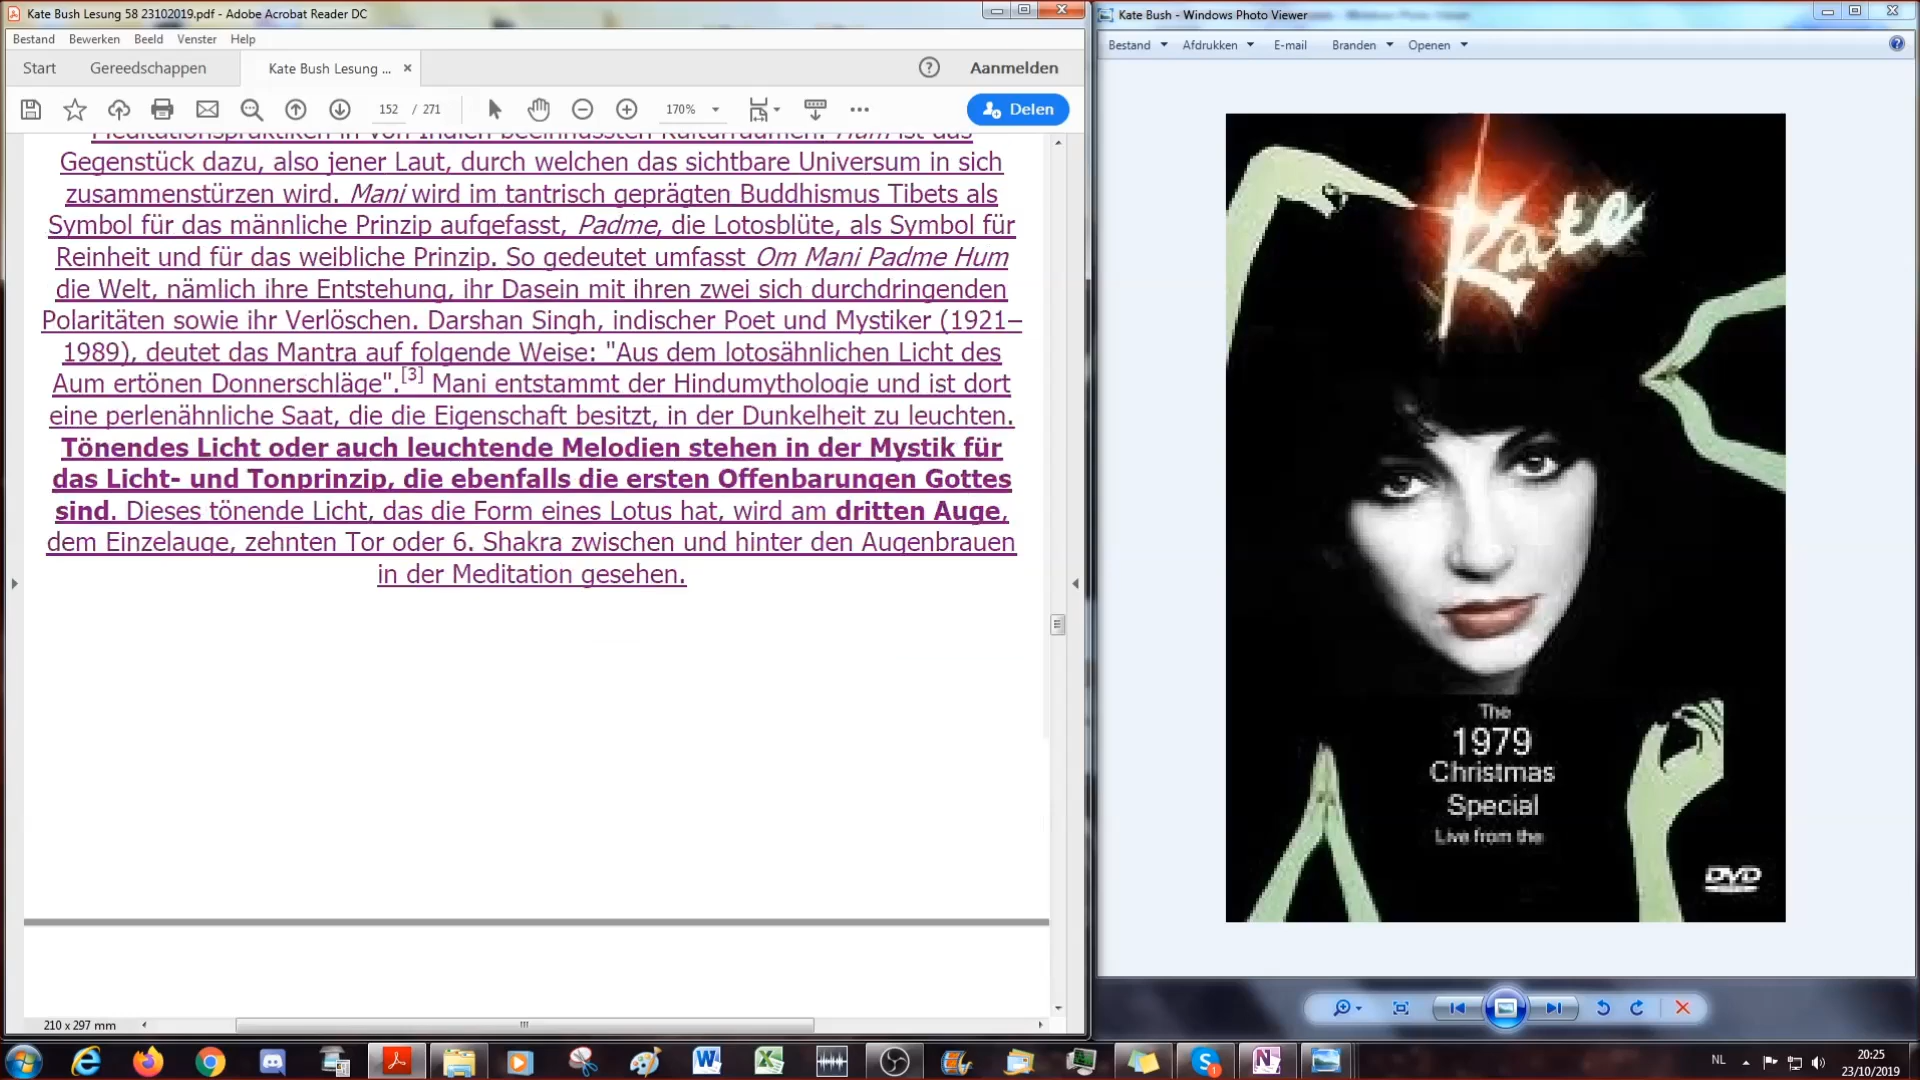 Kate Bush Lesung 58 23102019.pdf - Adobe Acrobat Reader DC
Bestand Bewerken Beeld Venster Help
Start Gereedschappen Kate Bush Lesung ... × Aanmelden
152 / 271 170% Delen
Meditationspraktiken in von Indien beeinflussten Kulturräumen. Hum ist das
Gegenstück dazu, also jener Laut, durch welchen das sichtbare Universum in sich
zusammenstürzen wird. Mani wird im tantrisch geprägten Buddhismus Tibets als
Symbol für das männliche Prinzip aufgefasst, Padme, die Lotosblüte, als Symbol für
Reinheit und für das weibliche Prinzip. So gedeutet umfasst Om Mani Padme Hum
die Welt, nämlich ihre Entstehung, ihr Dasein mit ihren zwei sich durchdringenden
Polaritäten sowie ihr Verlöschen. Darshan Singh, indischer Poet und Mystiker (1921–
1989), deutet das Mantra auf folgende Weise: "Aus dem lotosähnlichen Licht des
Aum ertönen Donnerschläge".[3] Mani entstammt der Hindumythologie und ist dort
eine perlenähnliche Saat, die die Eigenschaft besitzt, in der Dunkelheit zu leuchten.
Tönendes Licht oder auch leuchtende Melodien stehen in der Mystik für
das Licht- und Tonprinzip, die ebenfalls die ersten Offenbarungen Gottes
sind. Dieses tönende Licht, das die Form eines Lotus hat, wird am dritten Auge,
dem Einzelauge, zehnten Tor oder 6. Shakra zwischen und hinter den Augenbrauen
in der Meditation gesehen.
210 x 297 mm
Kate Bush - Windows Photo Viewer
Bestand Afdrukken E-mail Branden Openen
Kate
The
1979
Christmas
Special
Live from the
DVD
NL
20:25
23/10/2019